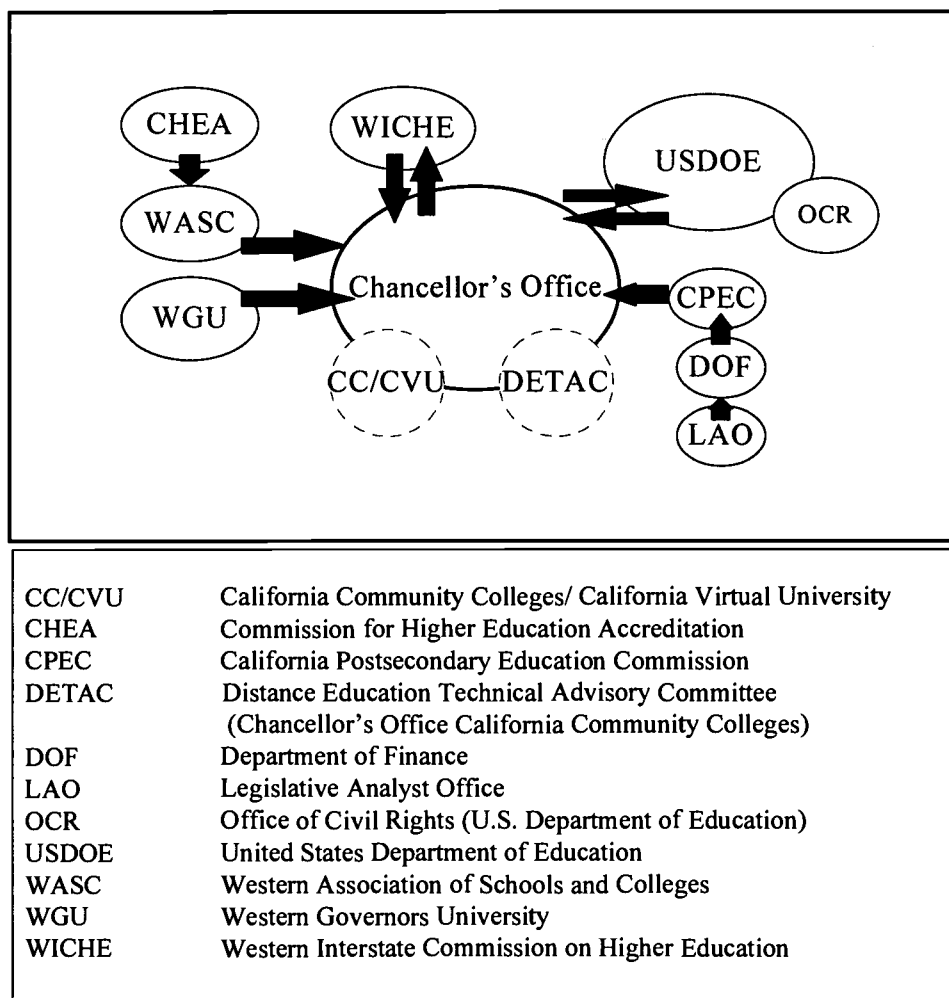 CHEA
WICHE
USDOE
WASC
OCR
Chancellor's Office
CPEC
WGU
DOF
CC/CVU
DETAC
LAO
CC/CVU California Community Colleges/ California Virtual University
CHEA Commission for Higher Education Accreditation
CPEC California Postsecondary Education Commission
DETAC Distance Education Technical Advisory Committee
(Chancellor's Office California Community Colleges)
DOF Department of Finance
LAO Legislative Analyst Office
OCR Office of Civil Rights (U.S. Department of Education)
USDOE United States Department of Education
WASC Western Association of Schools and Colleges
WGU Western Governors University
WICHE Western Interstate Commission on Higher Education